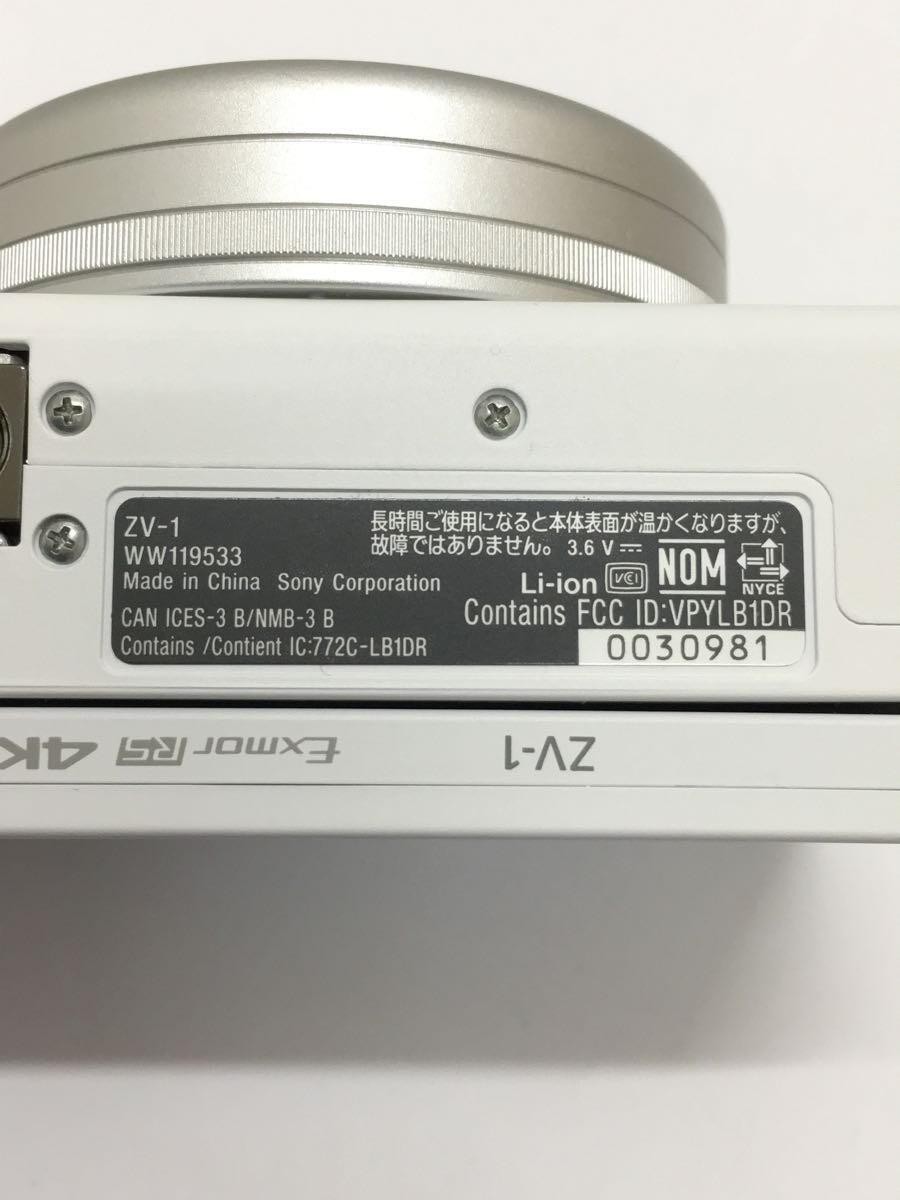 ZV-1
WW119533
Made in China Sony Corporation
CAN ICES-3 B/NMB-3 B
Contains /Contient IC:772C-LB1DR
長時間ご使用になると本体表面が温かくなりますが、
故障ではありません。 3.6 V ⎓
Li-ion VCCI NOM NYCE
Contains FCC ID:VPYLB1DR
0030981
ZV-1 Exmor RS 4K